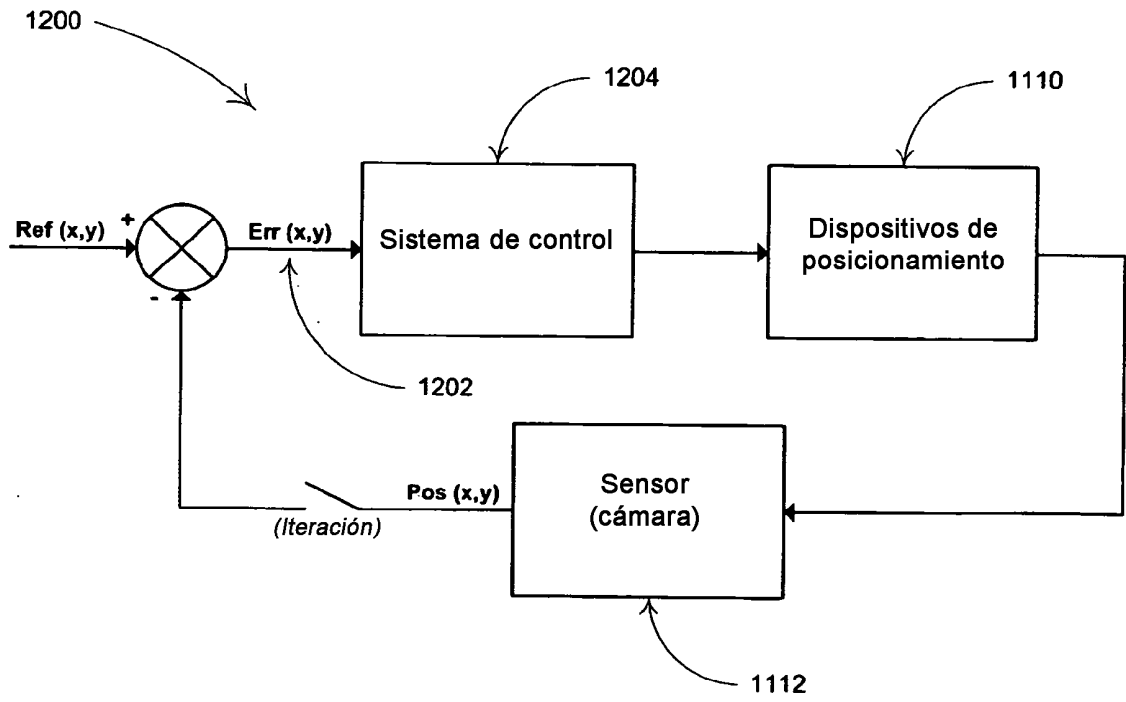 1200
1204
1110
Ref (x,y)
+
-
Err (x,y)
Sistema de control
Dispositivos de
posicionamiento
1202
Sensor
(cámara)
Pos (x,y)
(Iteración)
1112